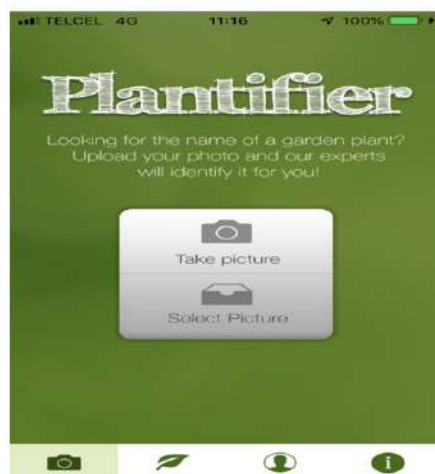 TELCEL 4G 11:16 100%
Plantifier
Looking for the name of a garden plant?
Upload your photo and our experts
will identify it for you!
Take picture
Select Picture
i